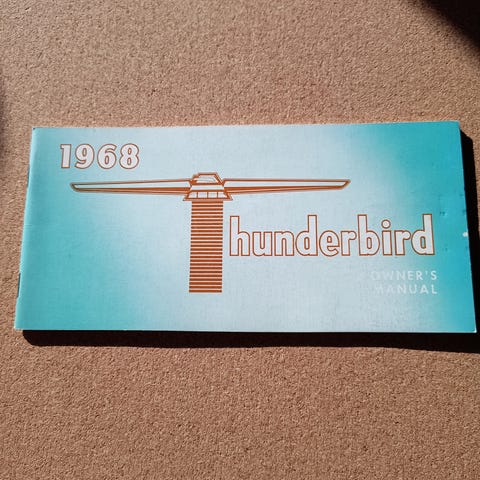 1968
Thunderbird
OWNER'S
MANUAL